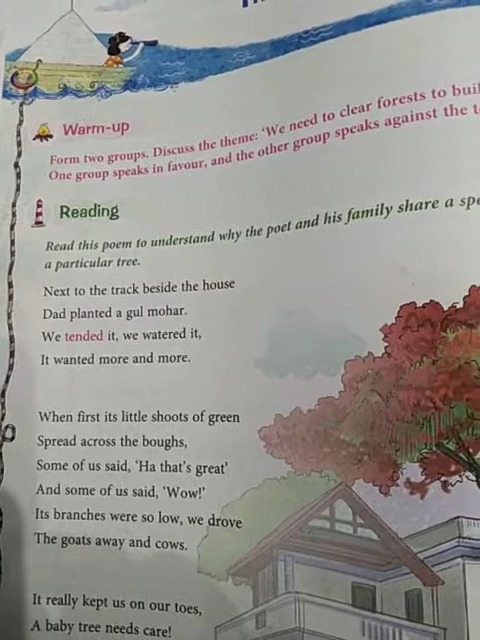 Warm-up
Form two groups. Discuss the theme: 'We need to clear forests to
One group speaks in favour, and the other group speaks against the
Reading
Read this poem to understand why the poet and his family share a
a particular tree.
Next to the track beside the house
Dad planted a gul mohar.
We tended it, we watered it,
It wanted more and more.
When first its little shoots of green
Spread across the boughs,
Some of us said, 'Ha that's great'
And some of us said, 'Wow!'
Its branches were so low, we drove
The goats away and cows.
It really kept us on our toes,
A baby tree needs care!